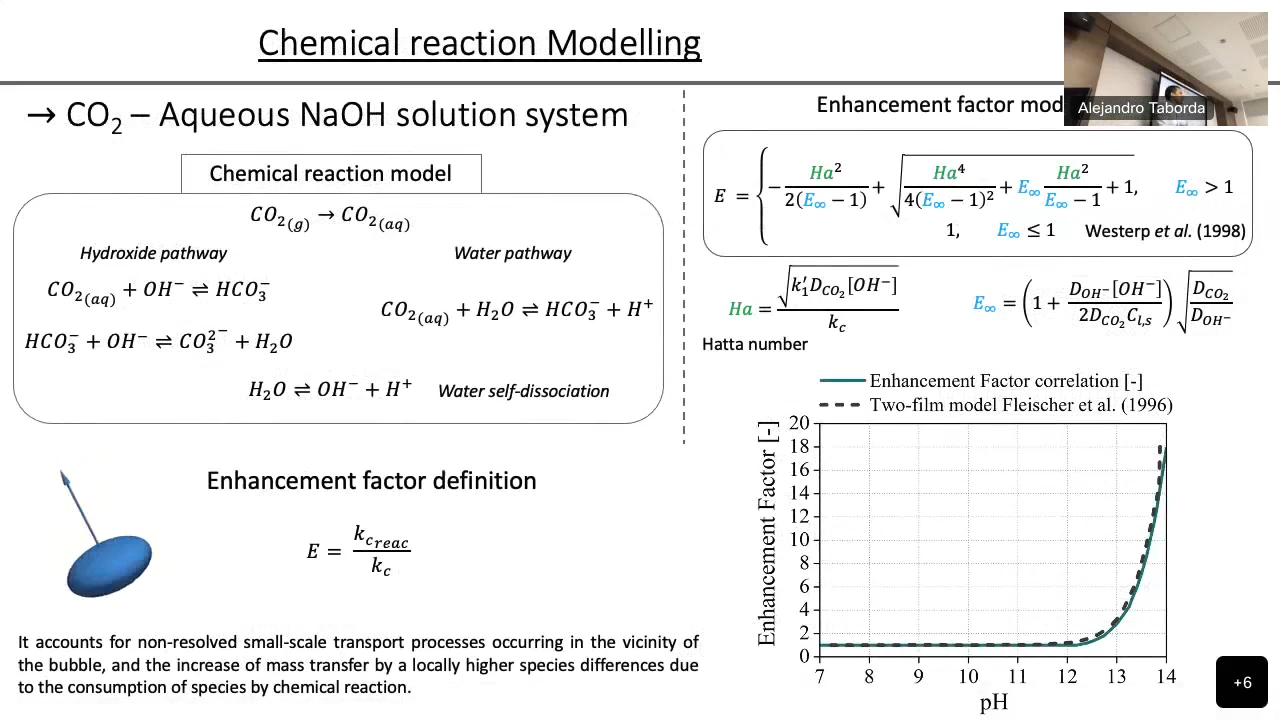 Chemical reaction Modelling
Alejandro Taborda
→ CO₂ – Aqueous NaOH solution system
Chemical reaction model
CO₂₍g₎ → CO₂₍aq₎
Hydroxide pathway
Water pathway
CO₂₍aq₎ + OH⁻ ⇌ HCO₃⁻
CO₂₍aq₎ + H₂O ⇌ HCO₃⁻ + H⁺
HCO₃⁻ + OH⁻ ⇌ CO₃²⁻ + H₂O
H₂O ⇌ OH⁻ + H⁺ Water self-dissociation
Enhancement factor definition
E = k_c_reac / k_c
It accounts for non-resolved small-scale transport processes occurring in the vicinity of
the bubble, and the increase of mass transfer by a locally higher species differences due
to the consumption of species by chemical reaction.
Enhancement factor mod
E = { −Ha²/(2(E∞ − 1)) + √(Ha⁴/(4(E∞ − 1)²) + E∞ Ha²/(E∞ − 1) + 1), E∞ > 1
1, E∞ ≤ 1 Westerp et al. (1998)
Ha = √(k₁′D_CO₂[OH⁻]) / k_c
Hatta number
E∞ = (1 + D_OH⁻[OH⁻] / (2D_CO₂C_l,s)) √(D_CO₂ / D_OH⁻)
Enhancement Factor correlation [-]
Two-film model Fleischer et al. (1996)
Enhancement Factor [-]
20
18
16
14
12
10
8
6
4
2
0
7 8 9 10 11 12 13 14
pH
+6